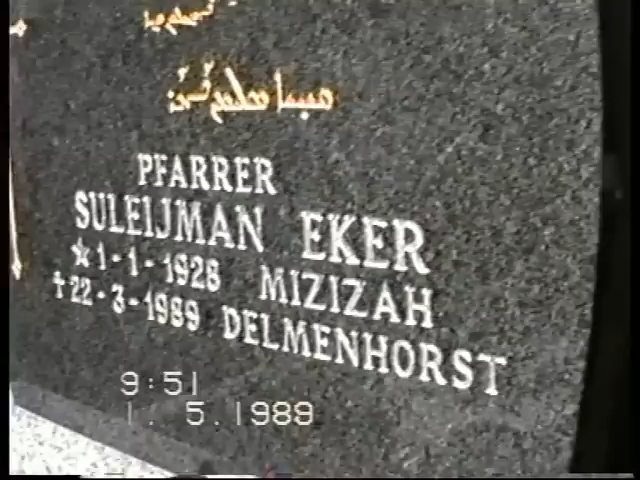 PFARRER
SULEIJMAN EKER
☆ 1-1-1928 MIZIZAH
† 22-3-1989 DELMENHORST
9:51
1. 5.1989